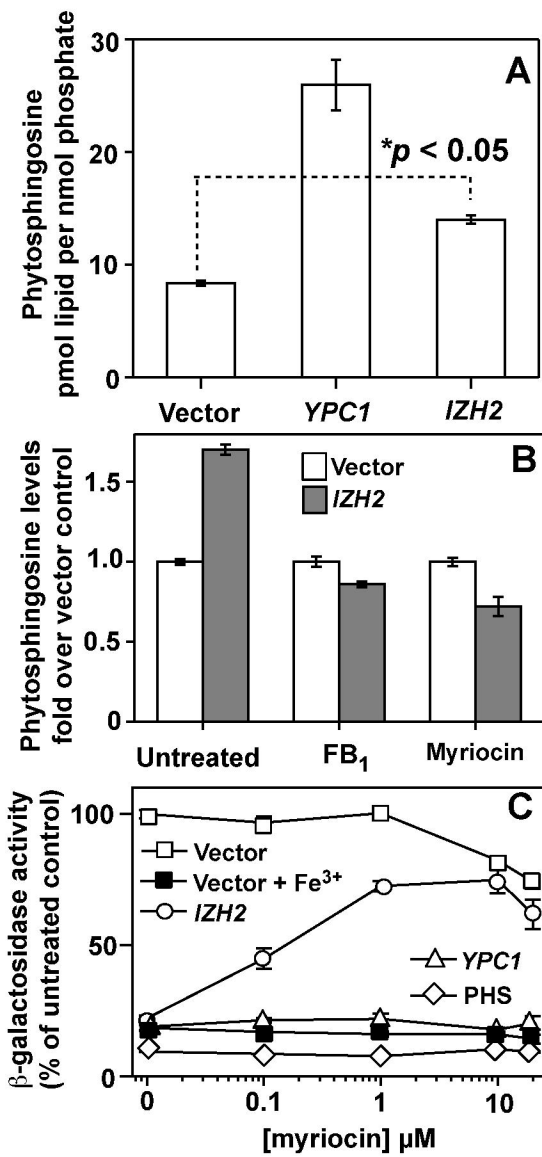 A
Phytosphingosine
pmol lipid per nmol phosphate
30
20
10
0
*p < 0.05
Vector YPC1 IZH2
B
Phytosphingosine levels
fold over vector control
1.5
1.0
0.5
0
Vector
IZH2
Untreated FB1 Myriocin
C
β-galactosidase activity
(% of untreated control)
100
50
0
Vector
Vector + Fe3+
IZH2
YPC1
PHS
0 0.1 1 10
[myriocin] µM